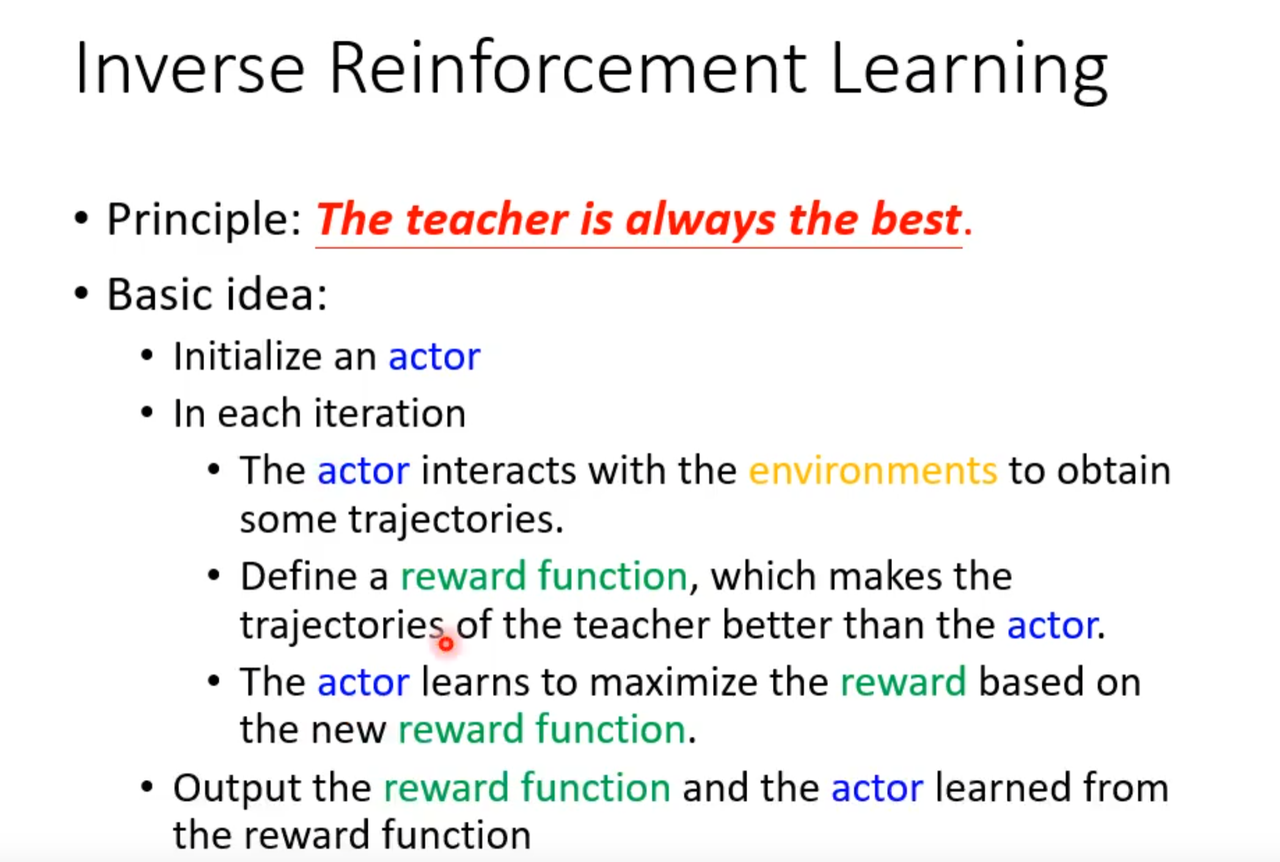 Inverse Reinforcement Learning
• Principle: The teacher is always the best.
• Basic idea:
• Initialize an actor
• In each iteration
• The actor interacts with the environments to obtain
some trajectories.
• Define a reward function, which makes the
trajectories of the teacher better than the actor.
• The actor learns to maximize the reward based on
the new reward function.
• Output the reward function and the actor learned from
the reward function